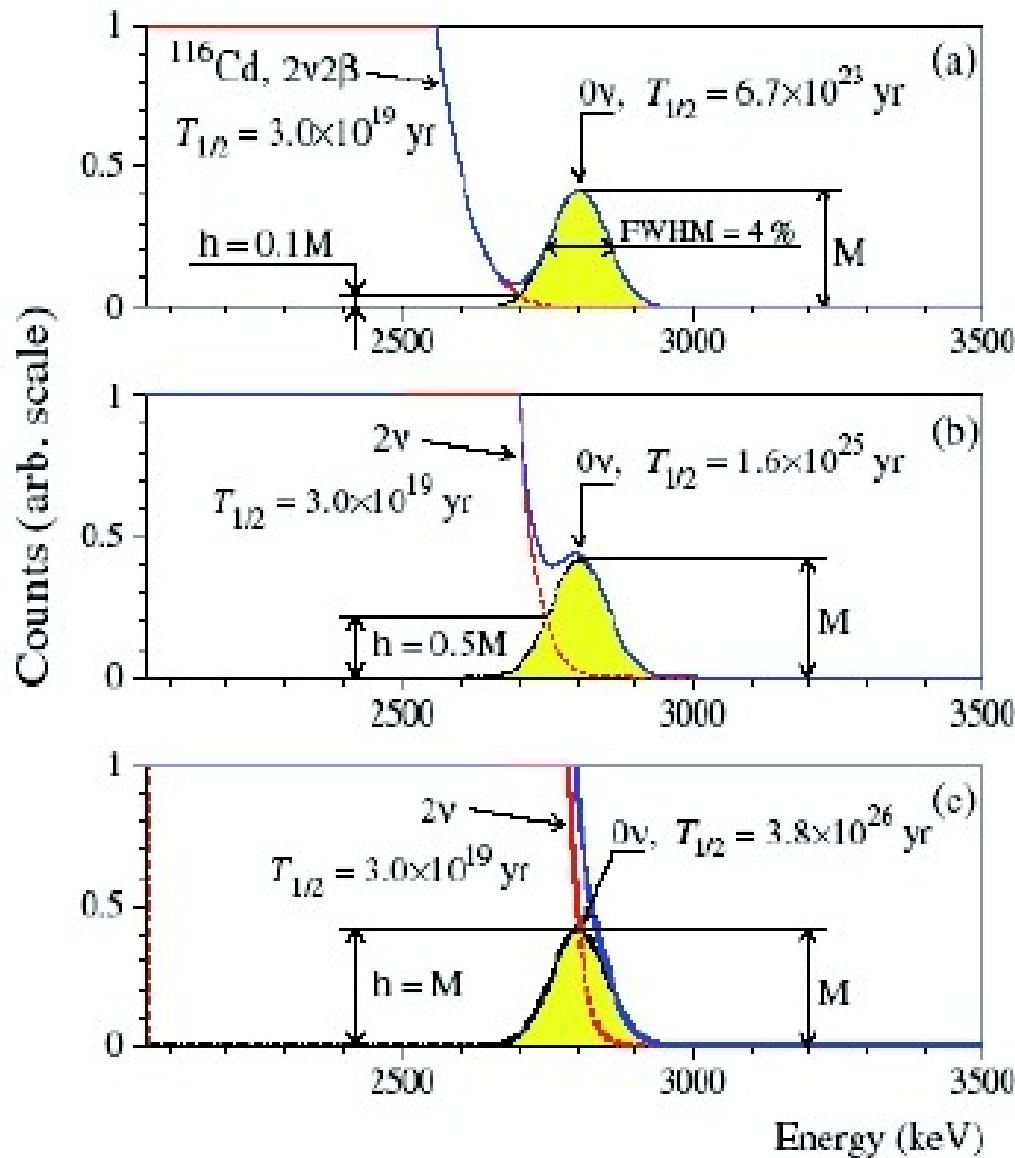 Counts (arb. scale)
1
0.5
0
(a)
¹¹⁶Cd, 2ν2β
T₁/₂ = 3.0×10¹⁹ yr
0ν, T₁/₂ = 6.7×10²³ yr
h = 0.1M
FWHM = 4 %
M
2500
3000
3500
1
0.5
0
(b)
2ν
T₁/₂ = 3.0×10¹⁹ yr
0ν, T₁/₂ = 1.6×10²⁵ yr
h = 0.5M
M
2500
3000
3500
1
0.5
0
(c)
2ν
T₁/₂ = 3.0×10¹⁹ yr
0ν, T₁/₂ = 3.8×10²⁶ yr
h = M
M
2500
3000
3500
Energy (keV)